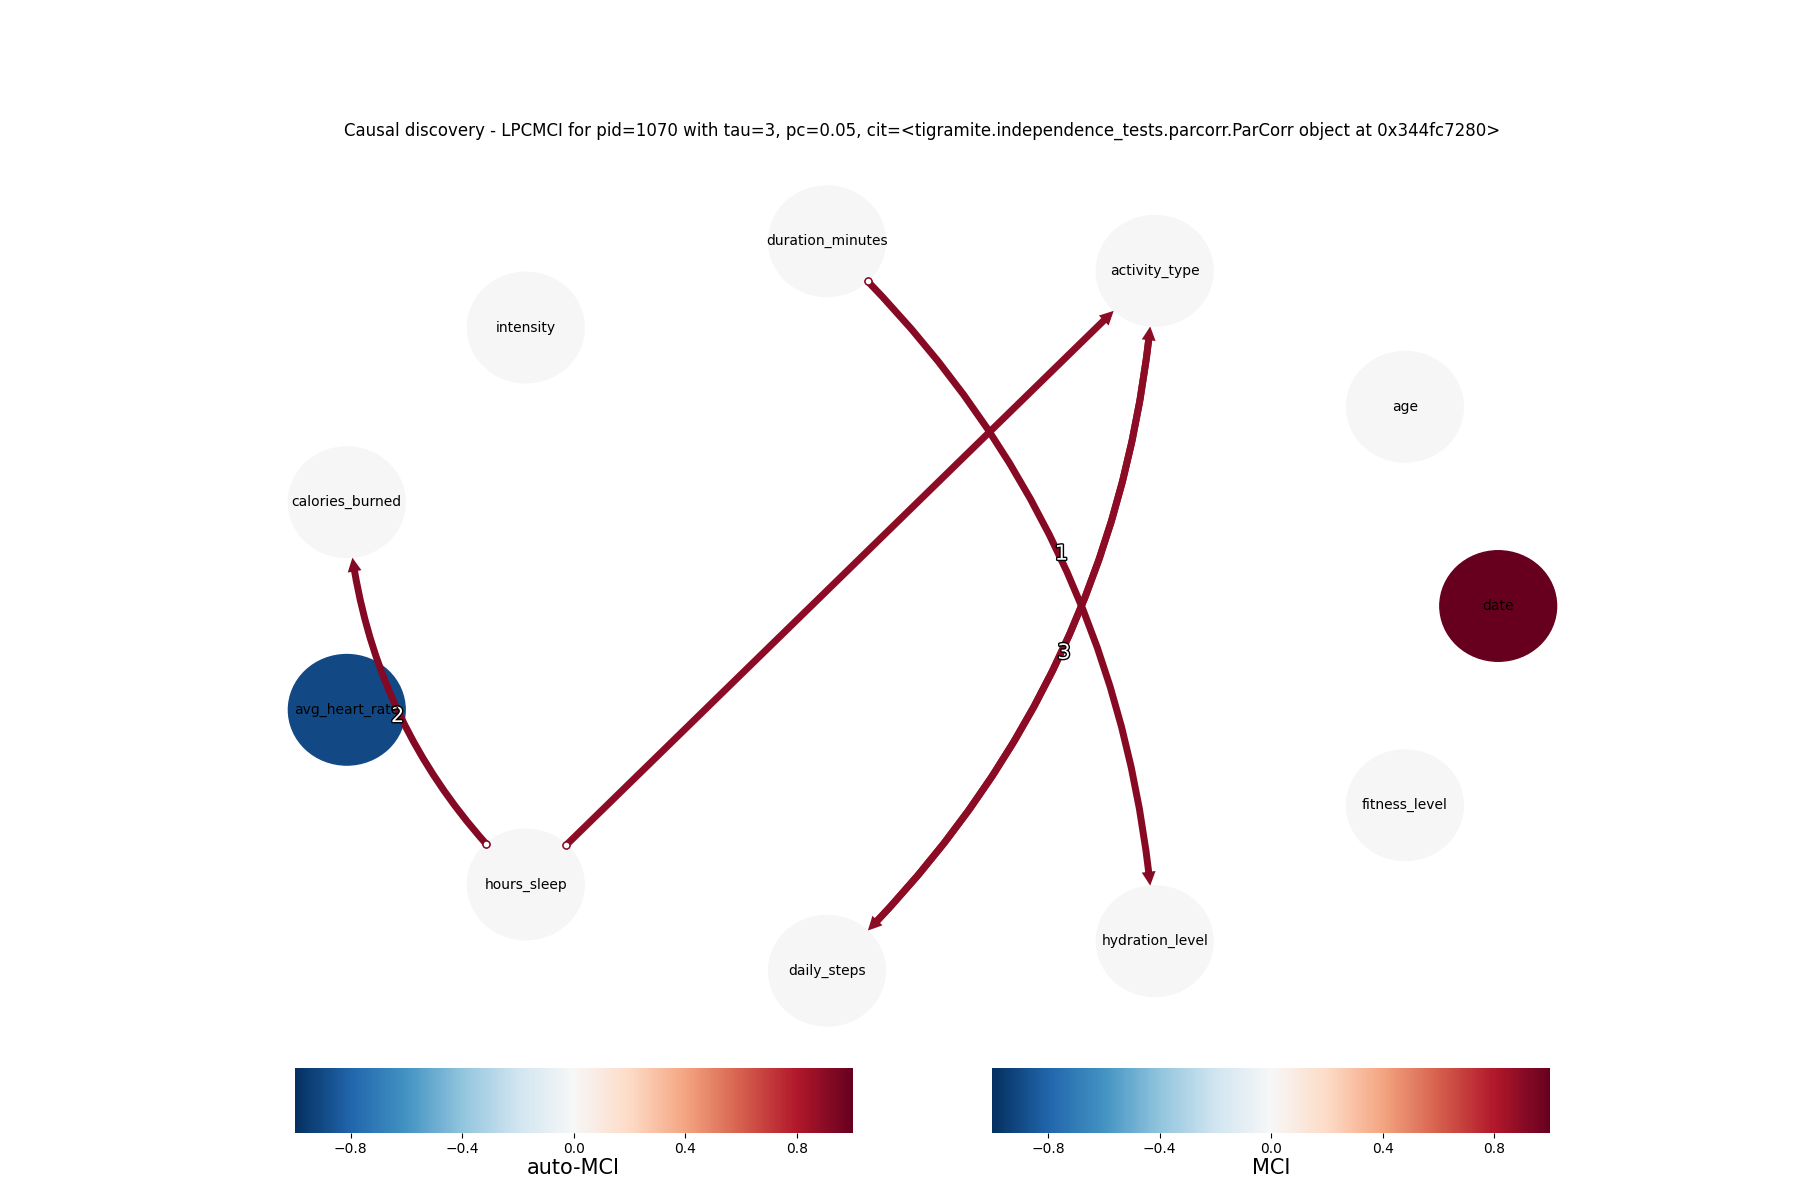 Causal discovery - LPCMCI for pid=1070 with tau=3, pc=0.05, cit=<tigramite.independence_tests.parcorr.ParCorr object at 0x344fc7280>
duration_minutes
activity_type
intensity
age
calories_burned
1
date
3
avg_heart_rate
2
fitness_level
hours_sleep
hydration_level
daily_steps
−0.8 −0.4 0.0 0.4 0.8
auto-MCI
−0.8 −0.4 0.0 0.4 0.8
MCI